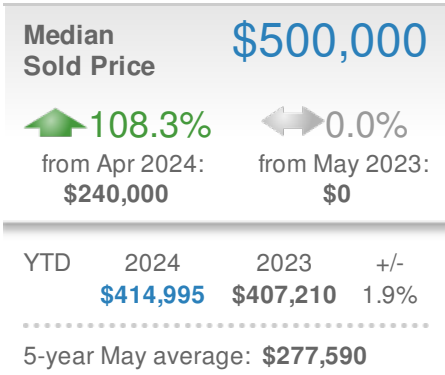 Median
Sold Price
$500,000
108.3%
from Apr 2024:
$240,000
0.0%
from May 2023:
$0
YTD 2024 2023 +/-
$414,995 $407,210 1.9%
5-year May average: $277,590